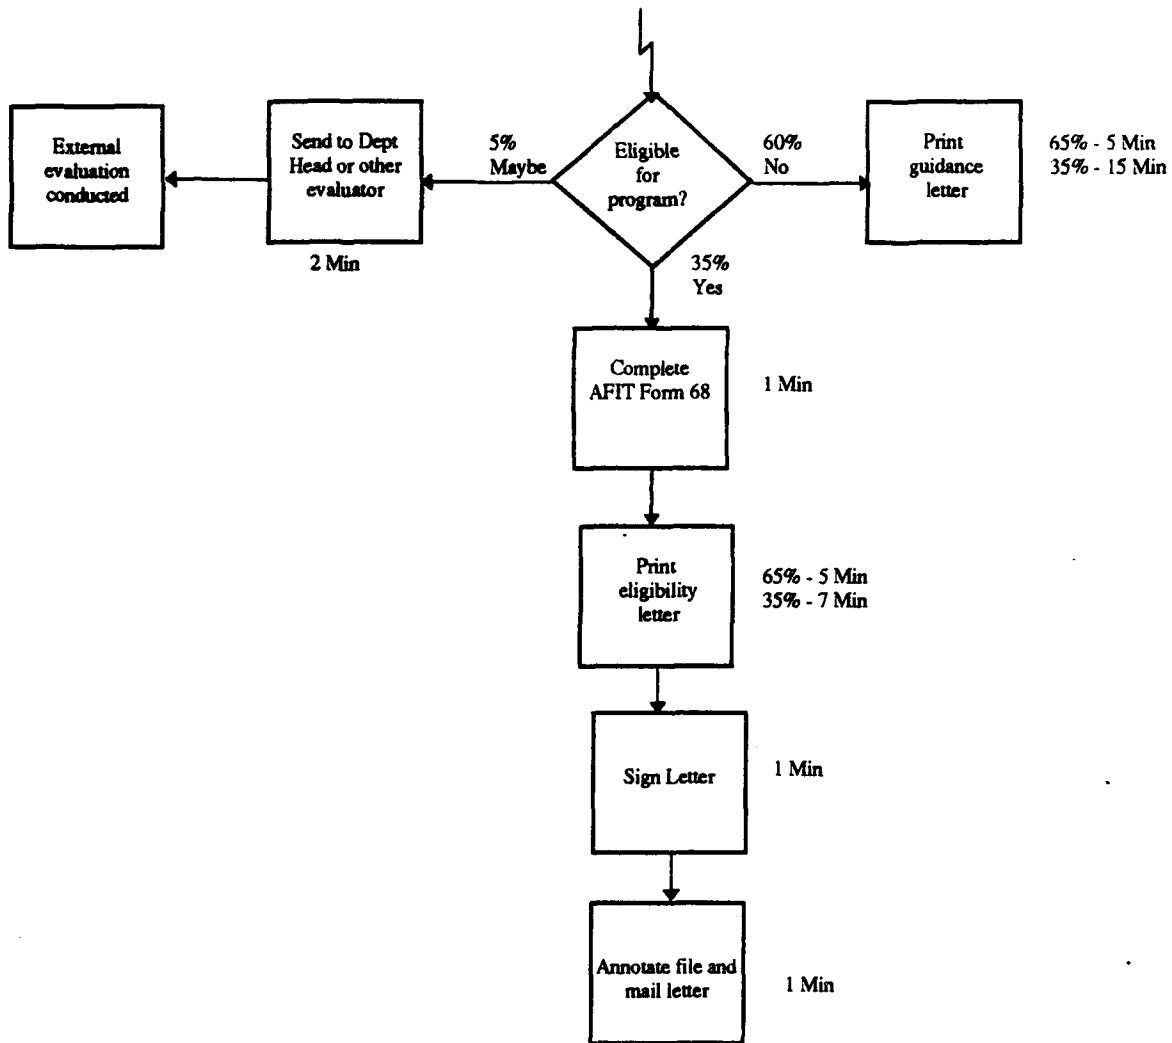 External
evaluation
conducted
Send to Dept
Head or other
evaluator
2 Min
5%
Maybe
Eligible
for
program?
60%
No
Print
guidance
letter
65% - 5 Min
35% - 15 Min
35%
Yes
Complete
AFIT Form 68
1 Min
Print
eligibility
letter
65% - 5 Min
35% - 7 Min
Sign Letter
1 Min
Annotate file and
mail letter
1 Min